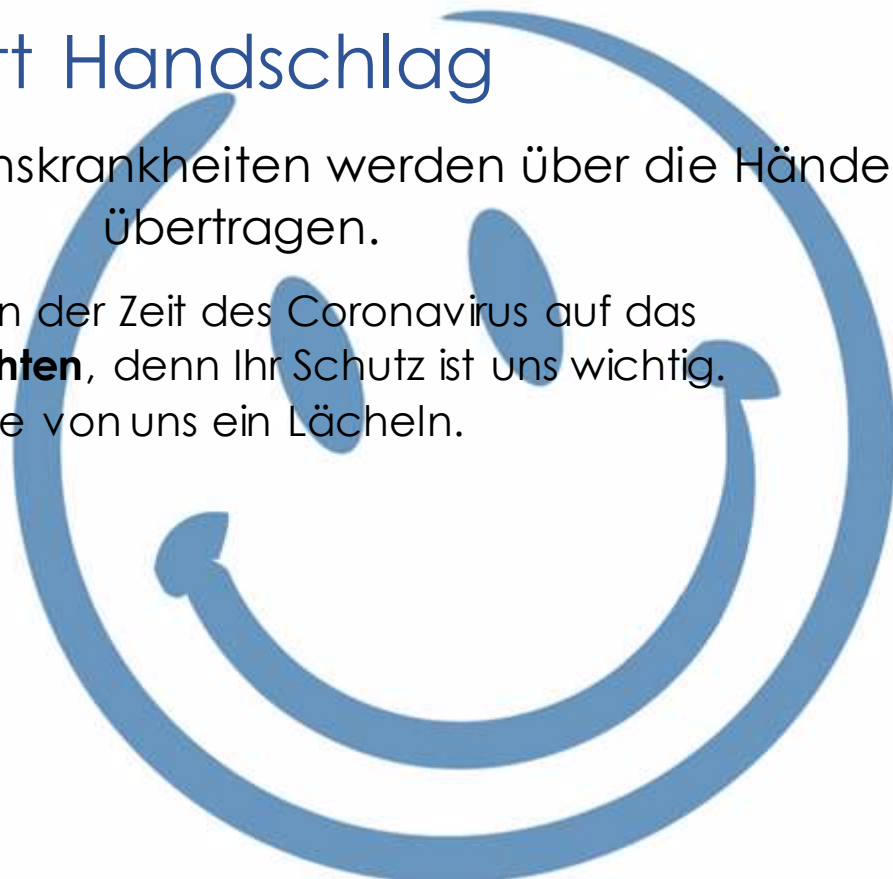 tt Handschlag
nskrankheiten werden über die Hände
übertragen.
n der Zeit des Coronavirus auf das
hten, denn Ihr Schutz ist uns wichtig.
e von uns ein Lächeln.